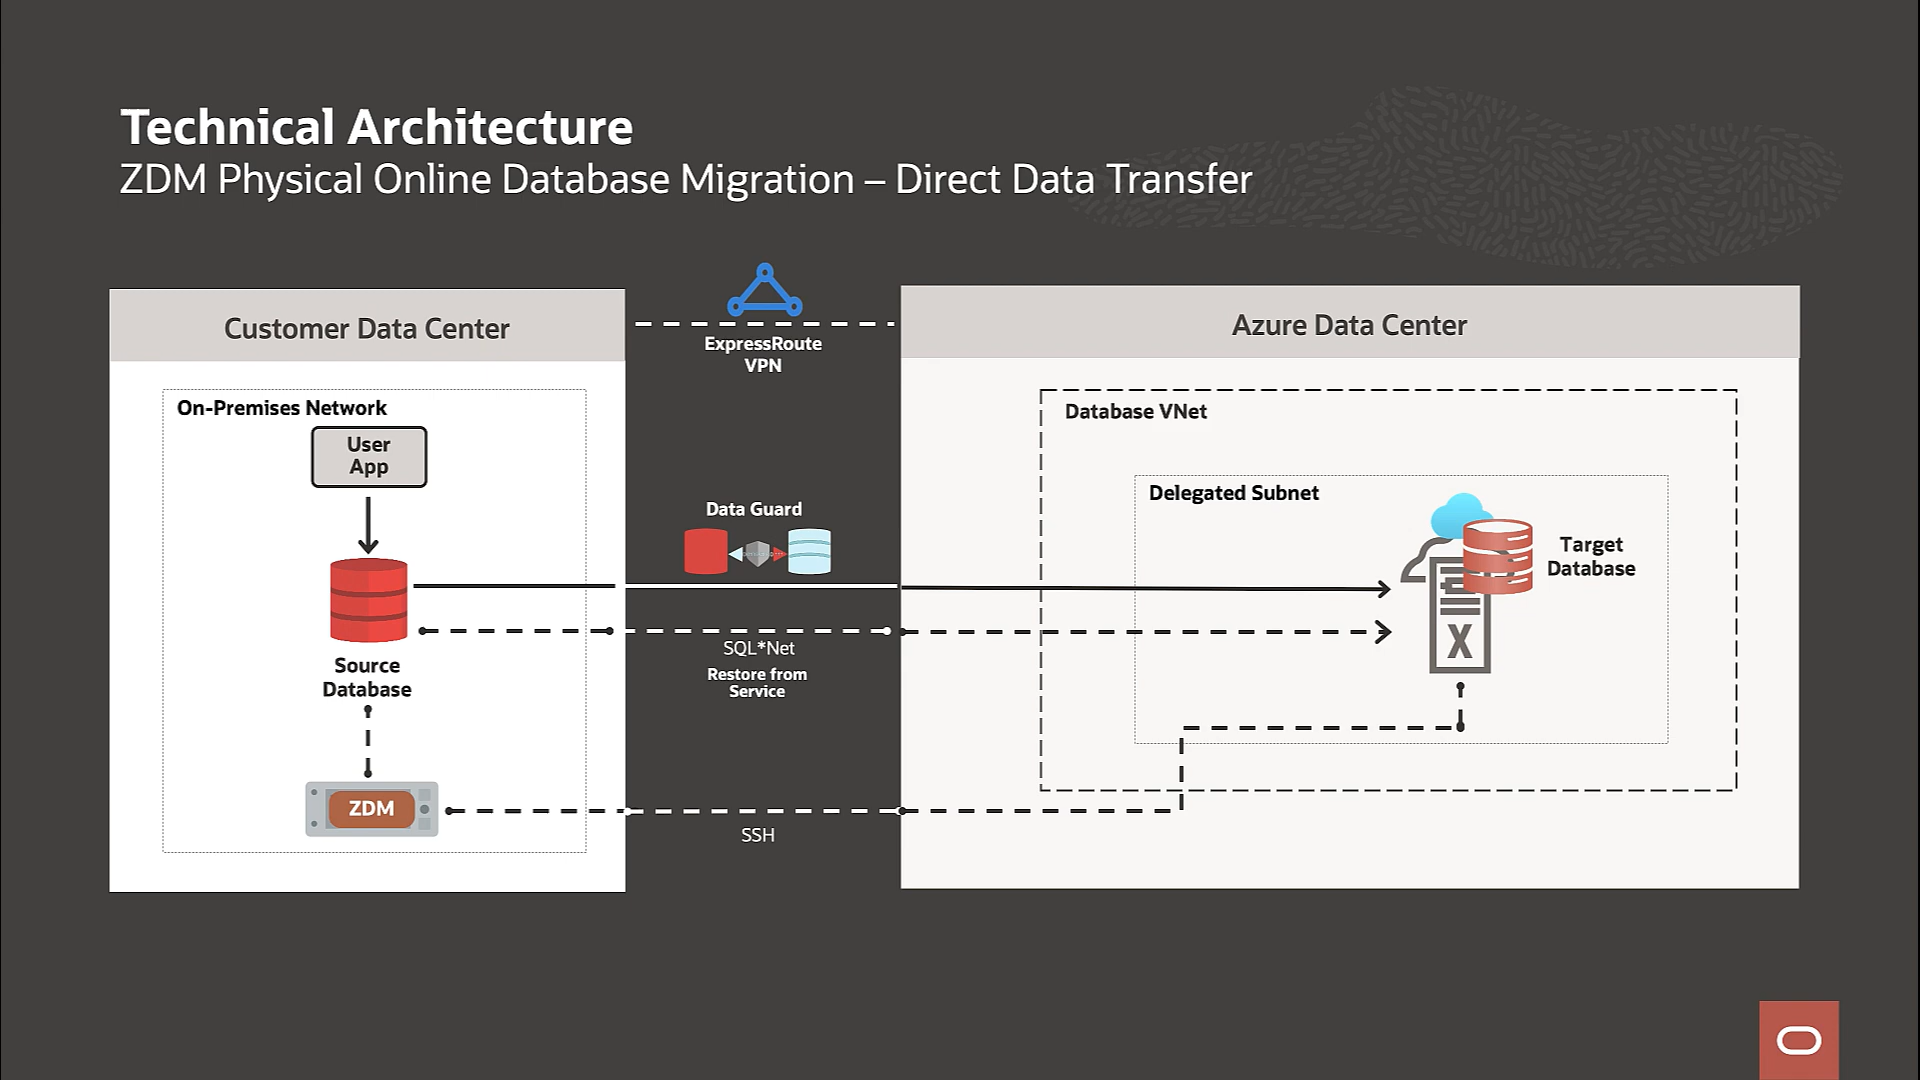 Technical Architecture
ZDM Physical Online Database Migration – Direct Data Transfer
Customer Data Center
ExpressRoute
VPN
Azure Data Center
On-Premises Network
User
App
Database VNet
Data Guard
Delegated Subnet
Target
Database
SQL*Net
Restore from
Service
X
Source
Database
ZDM
SSH